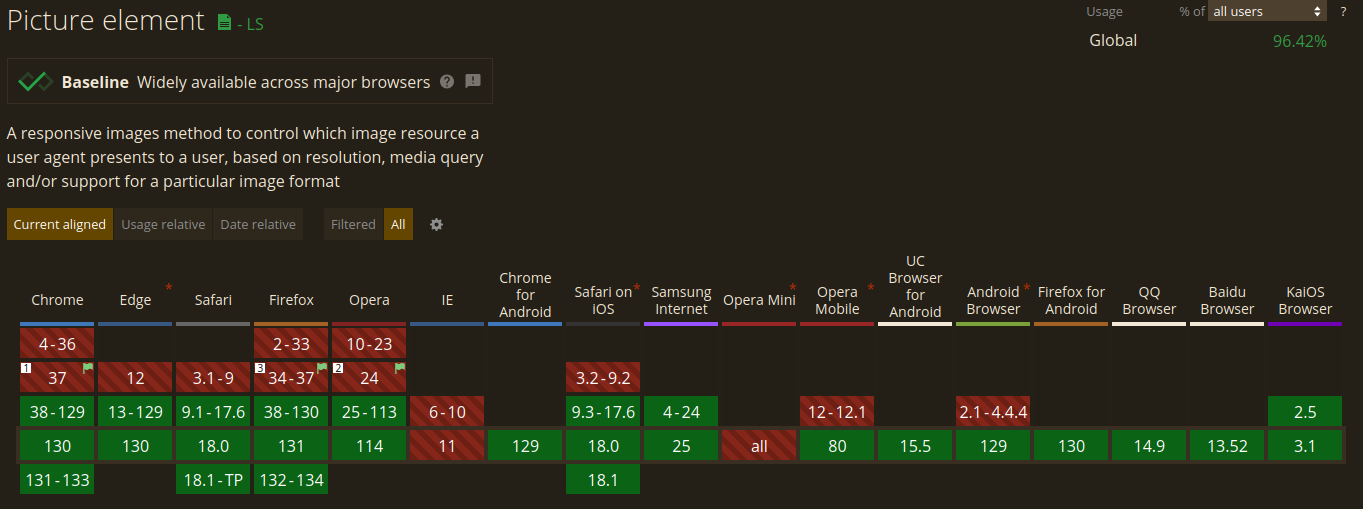 Picture element - LS
Usage % of all users ?
Global 96.42%
Baseline Widely available across major browsers ?
A responsive images method to control which image resource a
user agent presents to a user, based on resolution, media query
and/or support for a particular image format
Current aligned Usage relative Date relative Filtered All
Chrome
Edge *
Safari
Firefox
Opera
IE
Chrome
for
Android
Safari on *
iOS
Samsung
Internet
Opera Mini *
Opera *
Mobile
UC
Browser
for
Android
Android *
Browser
Firefox for
Android
QQ
Browser
Baidu
Browser
KaiOS
Browser
4-36 2-33 10-23
1 37 12 3.1-9 3 34-37 2 24 3.2-9.2
38-129 13-129 9.1-17.6 38-130 25-113 6-10 9.3-17.6 4-24 12-12.1 2.1-4.4.4 2.5
130 130 18.0 131 114 11 129 18.0 25 all 80 15.5 129 130 14.9 13.52 3.1
131-133 18.1-TP 132-134 18.1